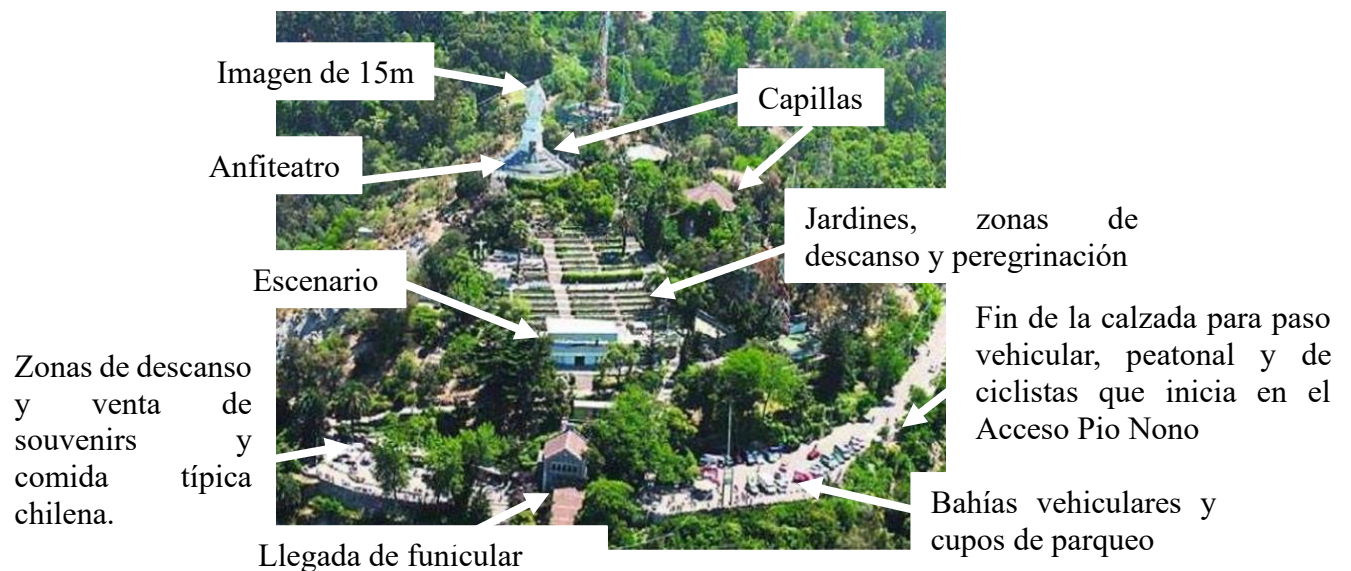 Imagen de 15m
Capillas
Anfiteatro
Jardines, zonas de
descanso y peregrinación
Escenario
Fin de la calzada para paso
vehicular, peatonal y de
ciclistas que inicia en el
Acceso Pio Nono
Zonas de descanso
y venta de
souvenirs y
comida típica
chilena.
Bahías vehiculares y
cupos de parqueo
Llegada de funicular